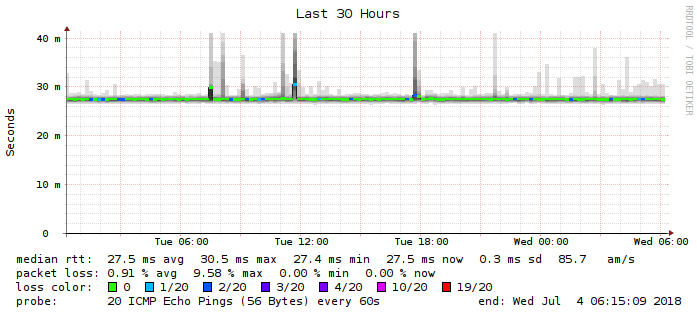 Last 30 Hours
RRDTOOL / TOBI OETIKER
Seconds
40 m
30 m
20 m
10 m
0
Tue 06:00 Tue 12:00 Tue 18:00 Wed 00:00 Wed 06:00
median rtt: 27.5 ms avg 30.5 ms max 27.4 ms min 27.5 ms now 0.3 ms sd 85.7 am/s
packet loss: 0.91 % avg 9.58 % max 0.00 % min 0.00 % now
loss color: 0 1/20 2/20 3/20 4/20 10/20 19/20
probe: 20 ICMP Echo Pings (56 Bytes) every 60s end: Wed Jul 4 06:15:09 2018